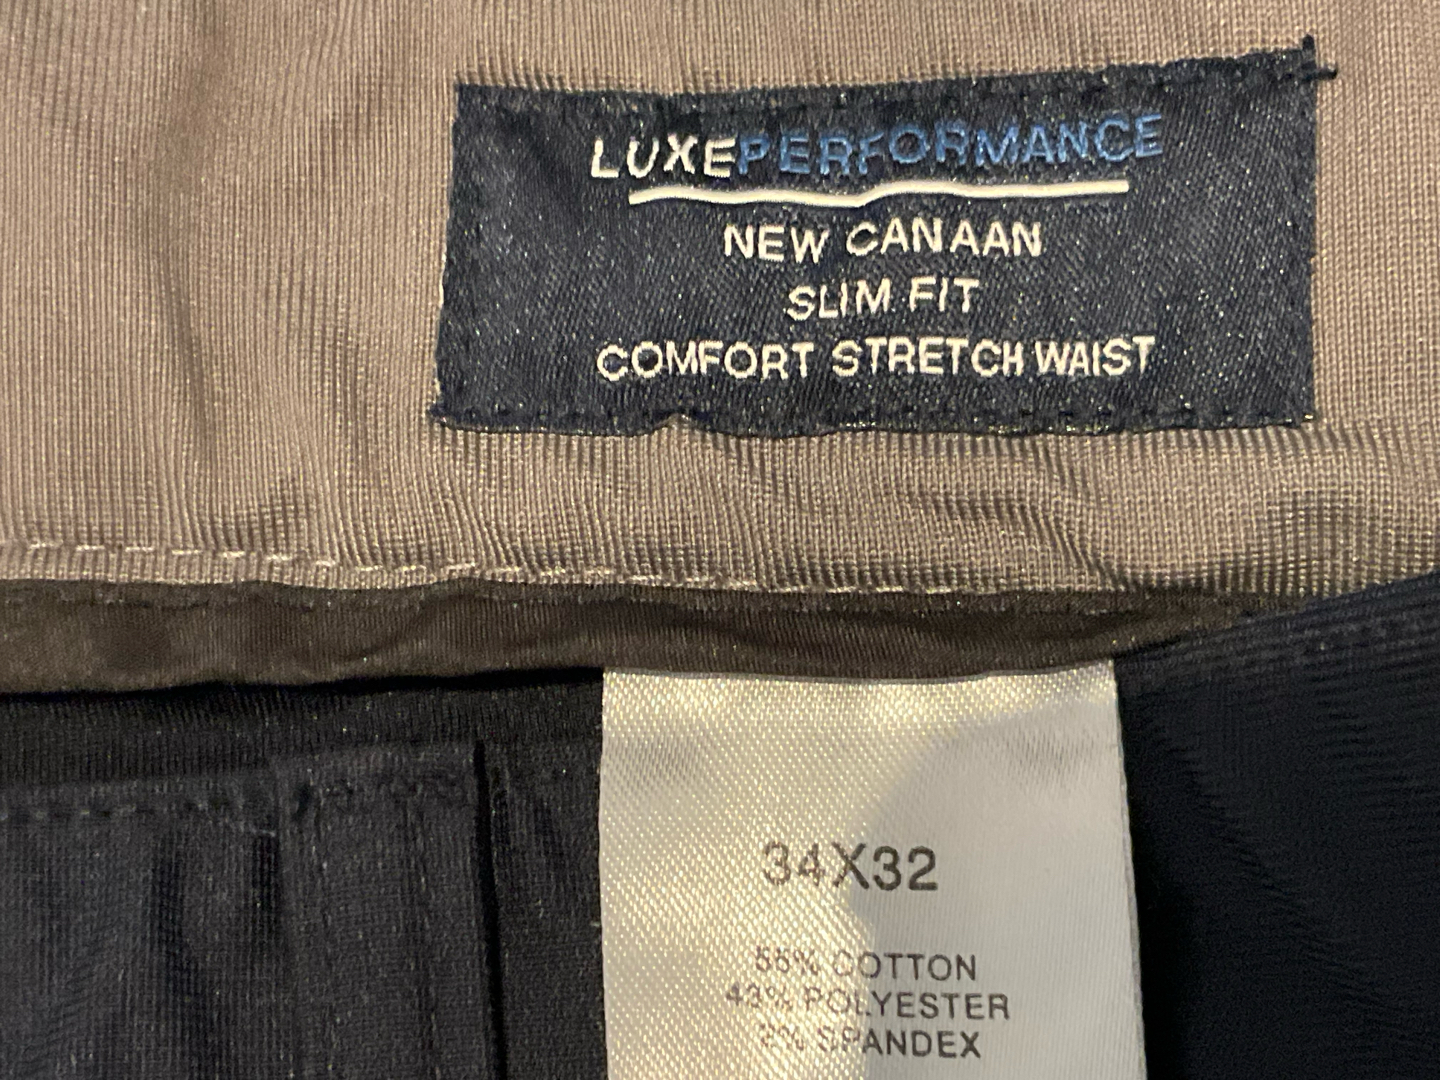 LUXEPERFORMANCE
NEW CANAAN
SLIM FIT
COMFORT STRETCH WAIST
34X32
55% COTTON
43% POLYESTER
2% SPANDEX